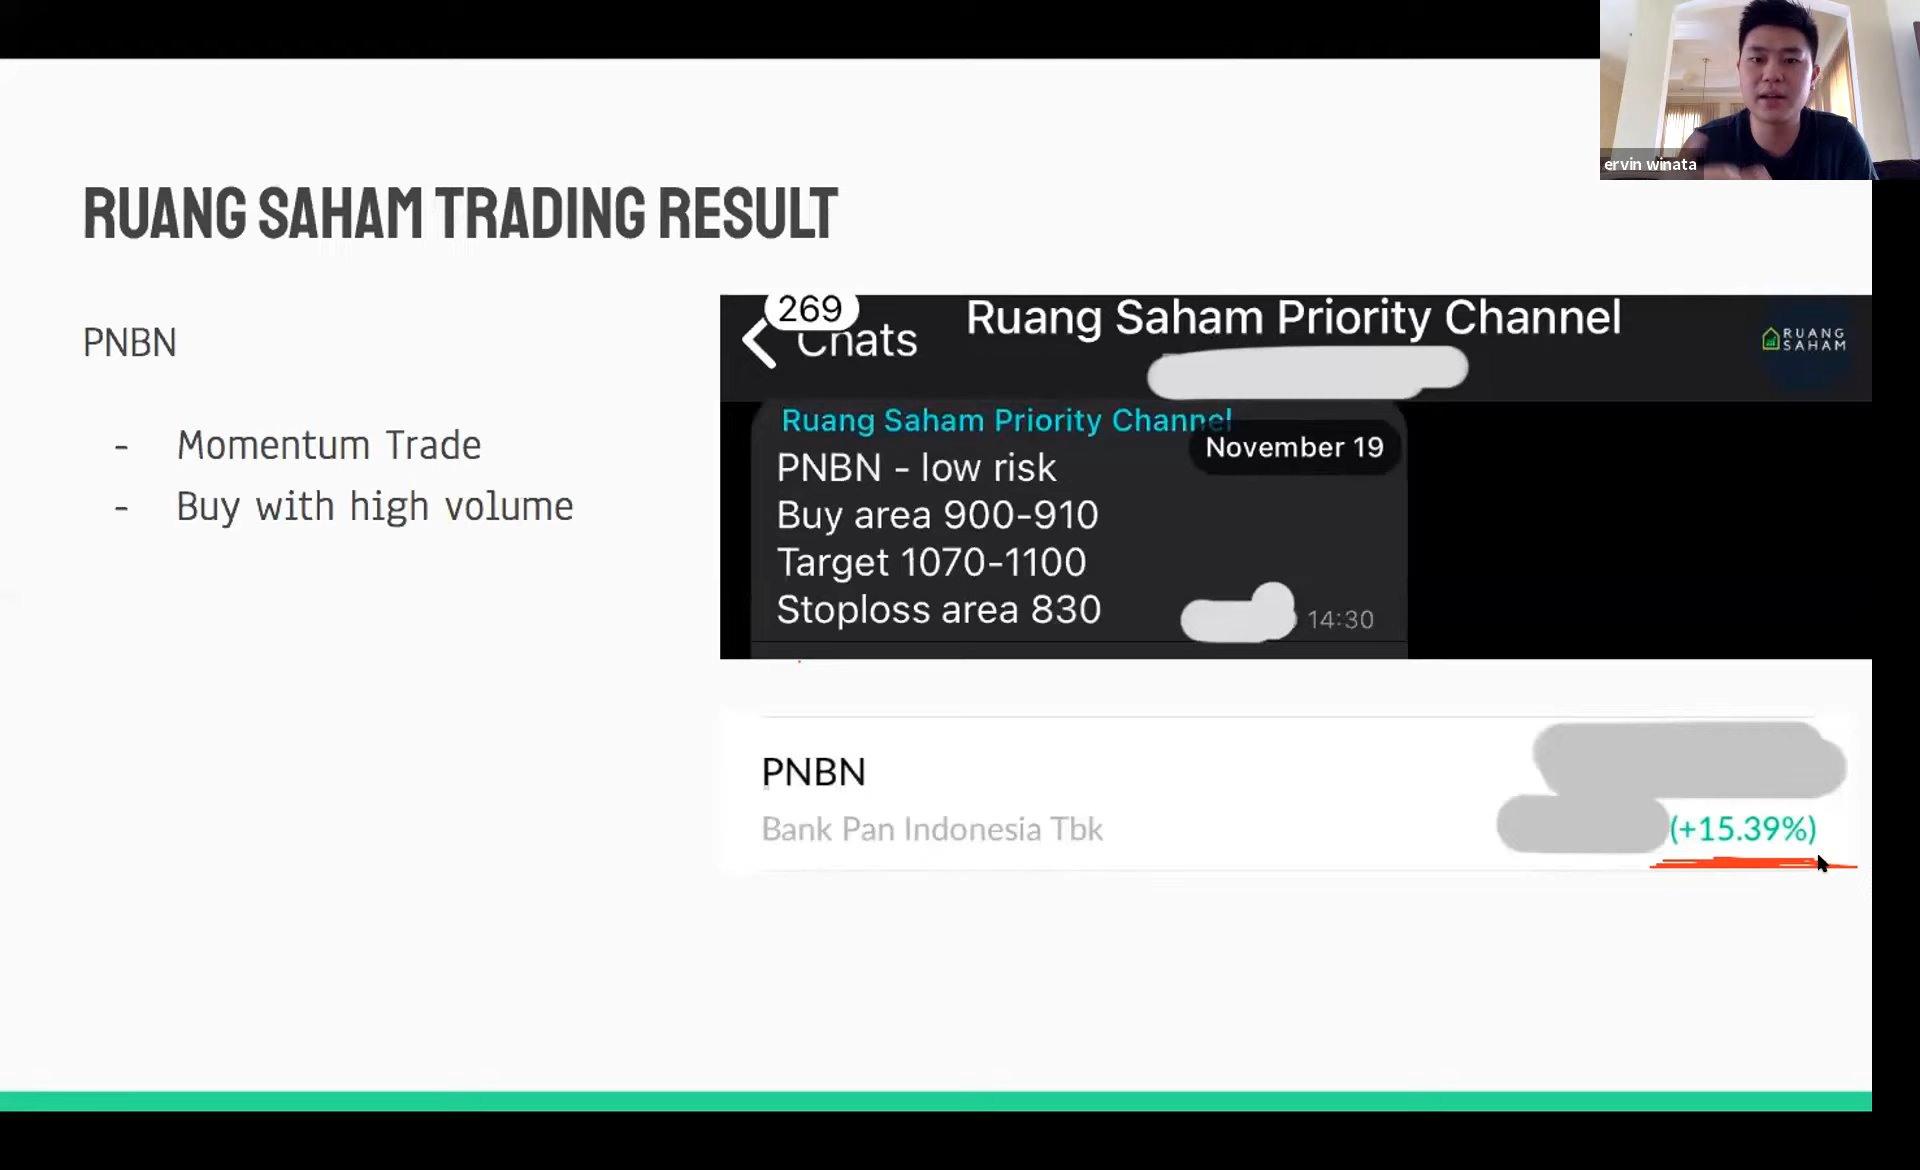 ervin winata
RUANG SAHAM TRADING RESULT
PNBN
- Momentum Trade
- Buy with high volume
269
Chats
Ruang Saham Priority Channel
RUANG
SAHAM
Ruang Saham Priority Channel
November 19
PNBN - low risk
Buy area 900-910
Target 1070-1100
Stoploss area 830
14:30
PNBN
Bank Pan Indonesia Tbk
(+15.39%)